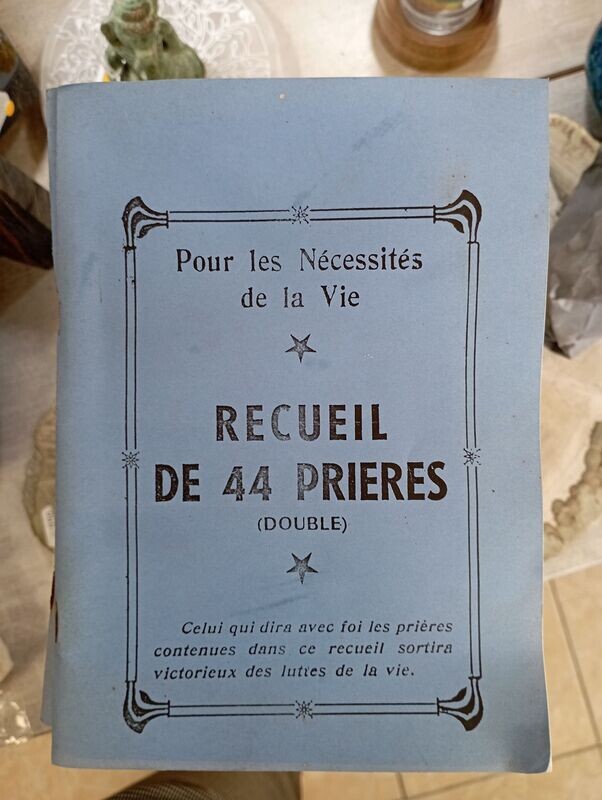 Pour les Nécessités
de la Vie
RECUEIL
DE 44 PRIERES
(DOUBLE)
Celui qui dira avec foi les prières
contenues dans ce recueil sortira
victorieux des luttes de la vie.